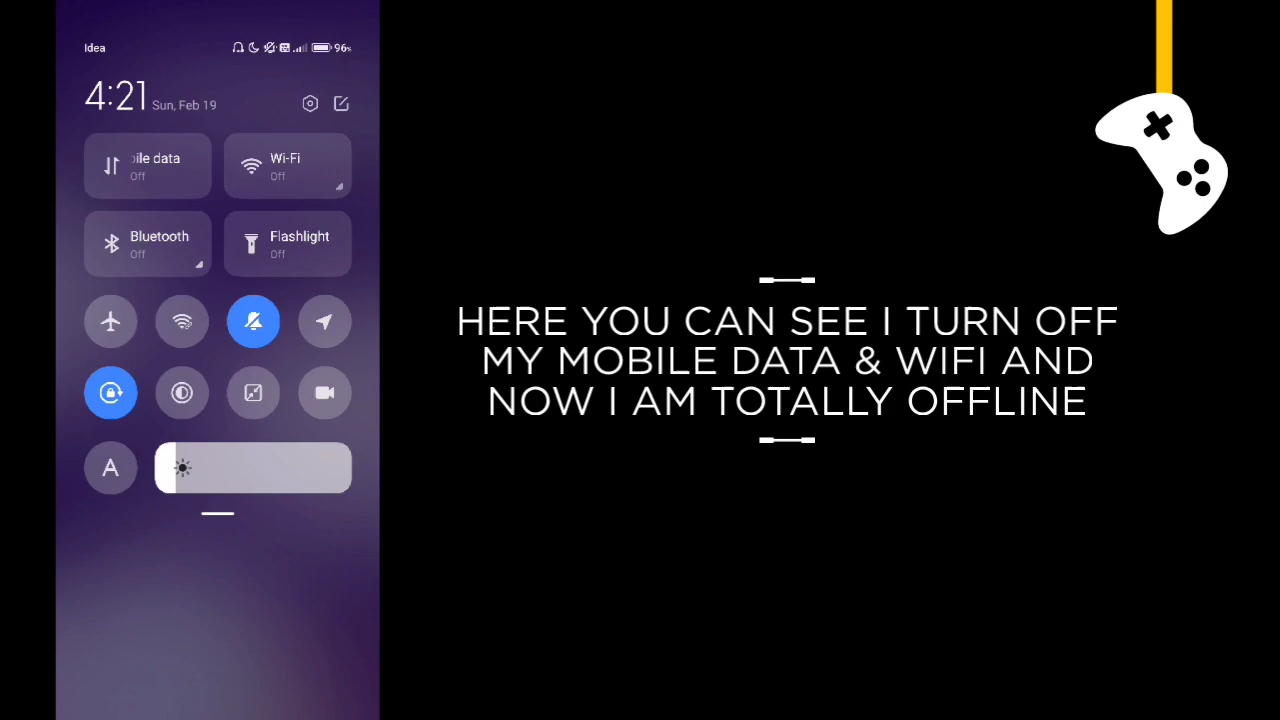 Idea
96%
4:21 Sun, Feb 19
ile data
Off
Wi-Fi
Off
Bluetooth
Off
Flashlight
Off
A
HERE YOU CAN SEE I TURN OFF
MY MOBILE DATA & WIFI AND
NOW I AM TOTALLY OFFLINE